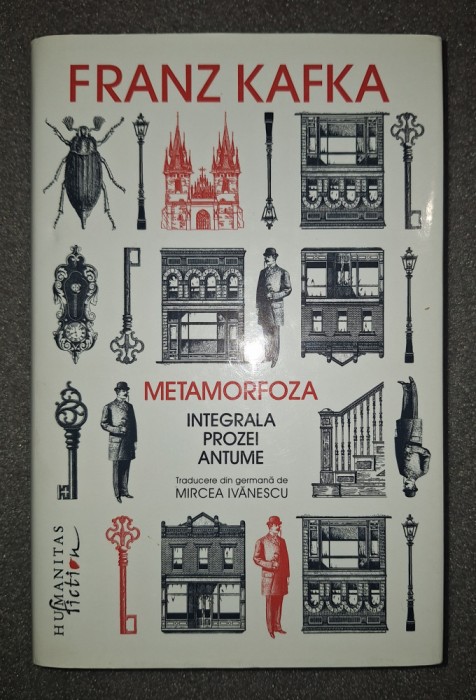 FRANZ KAFKA
METAMORFOZA
INTEGRALA
PROZEI
ANTUME
Traducere din germană de
MIRCEA IVĂNESCU
HUMANITAS
fiction